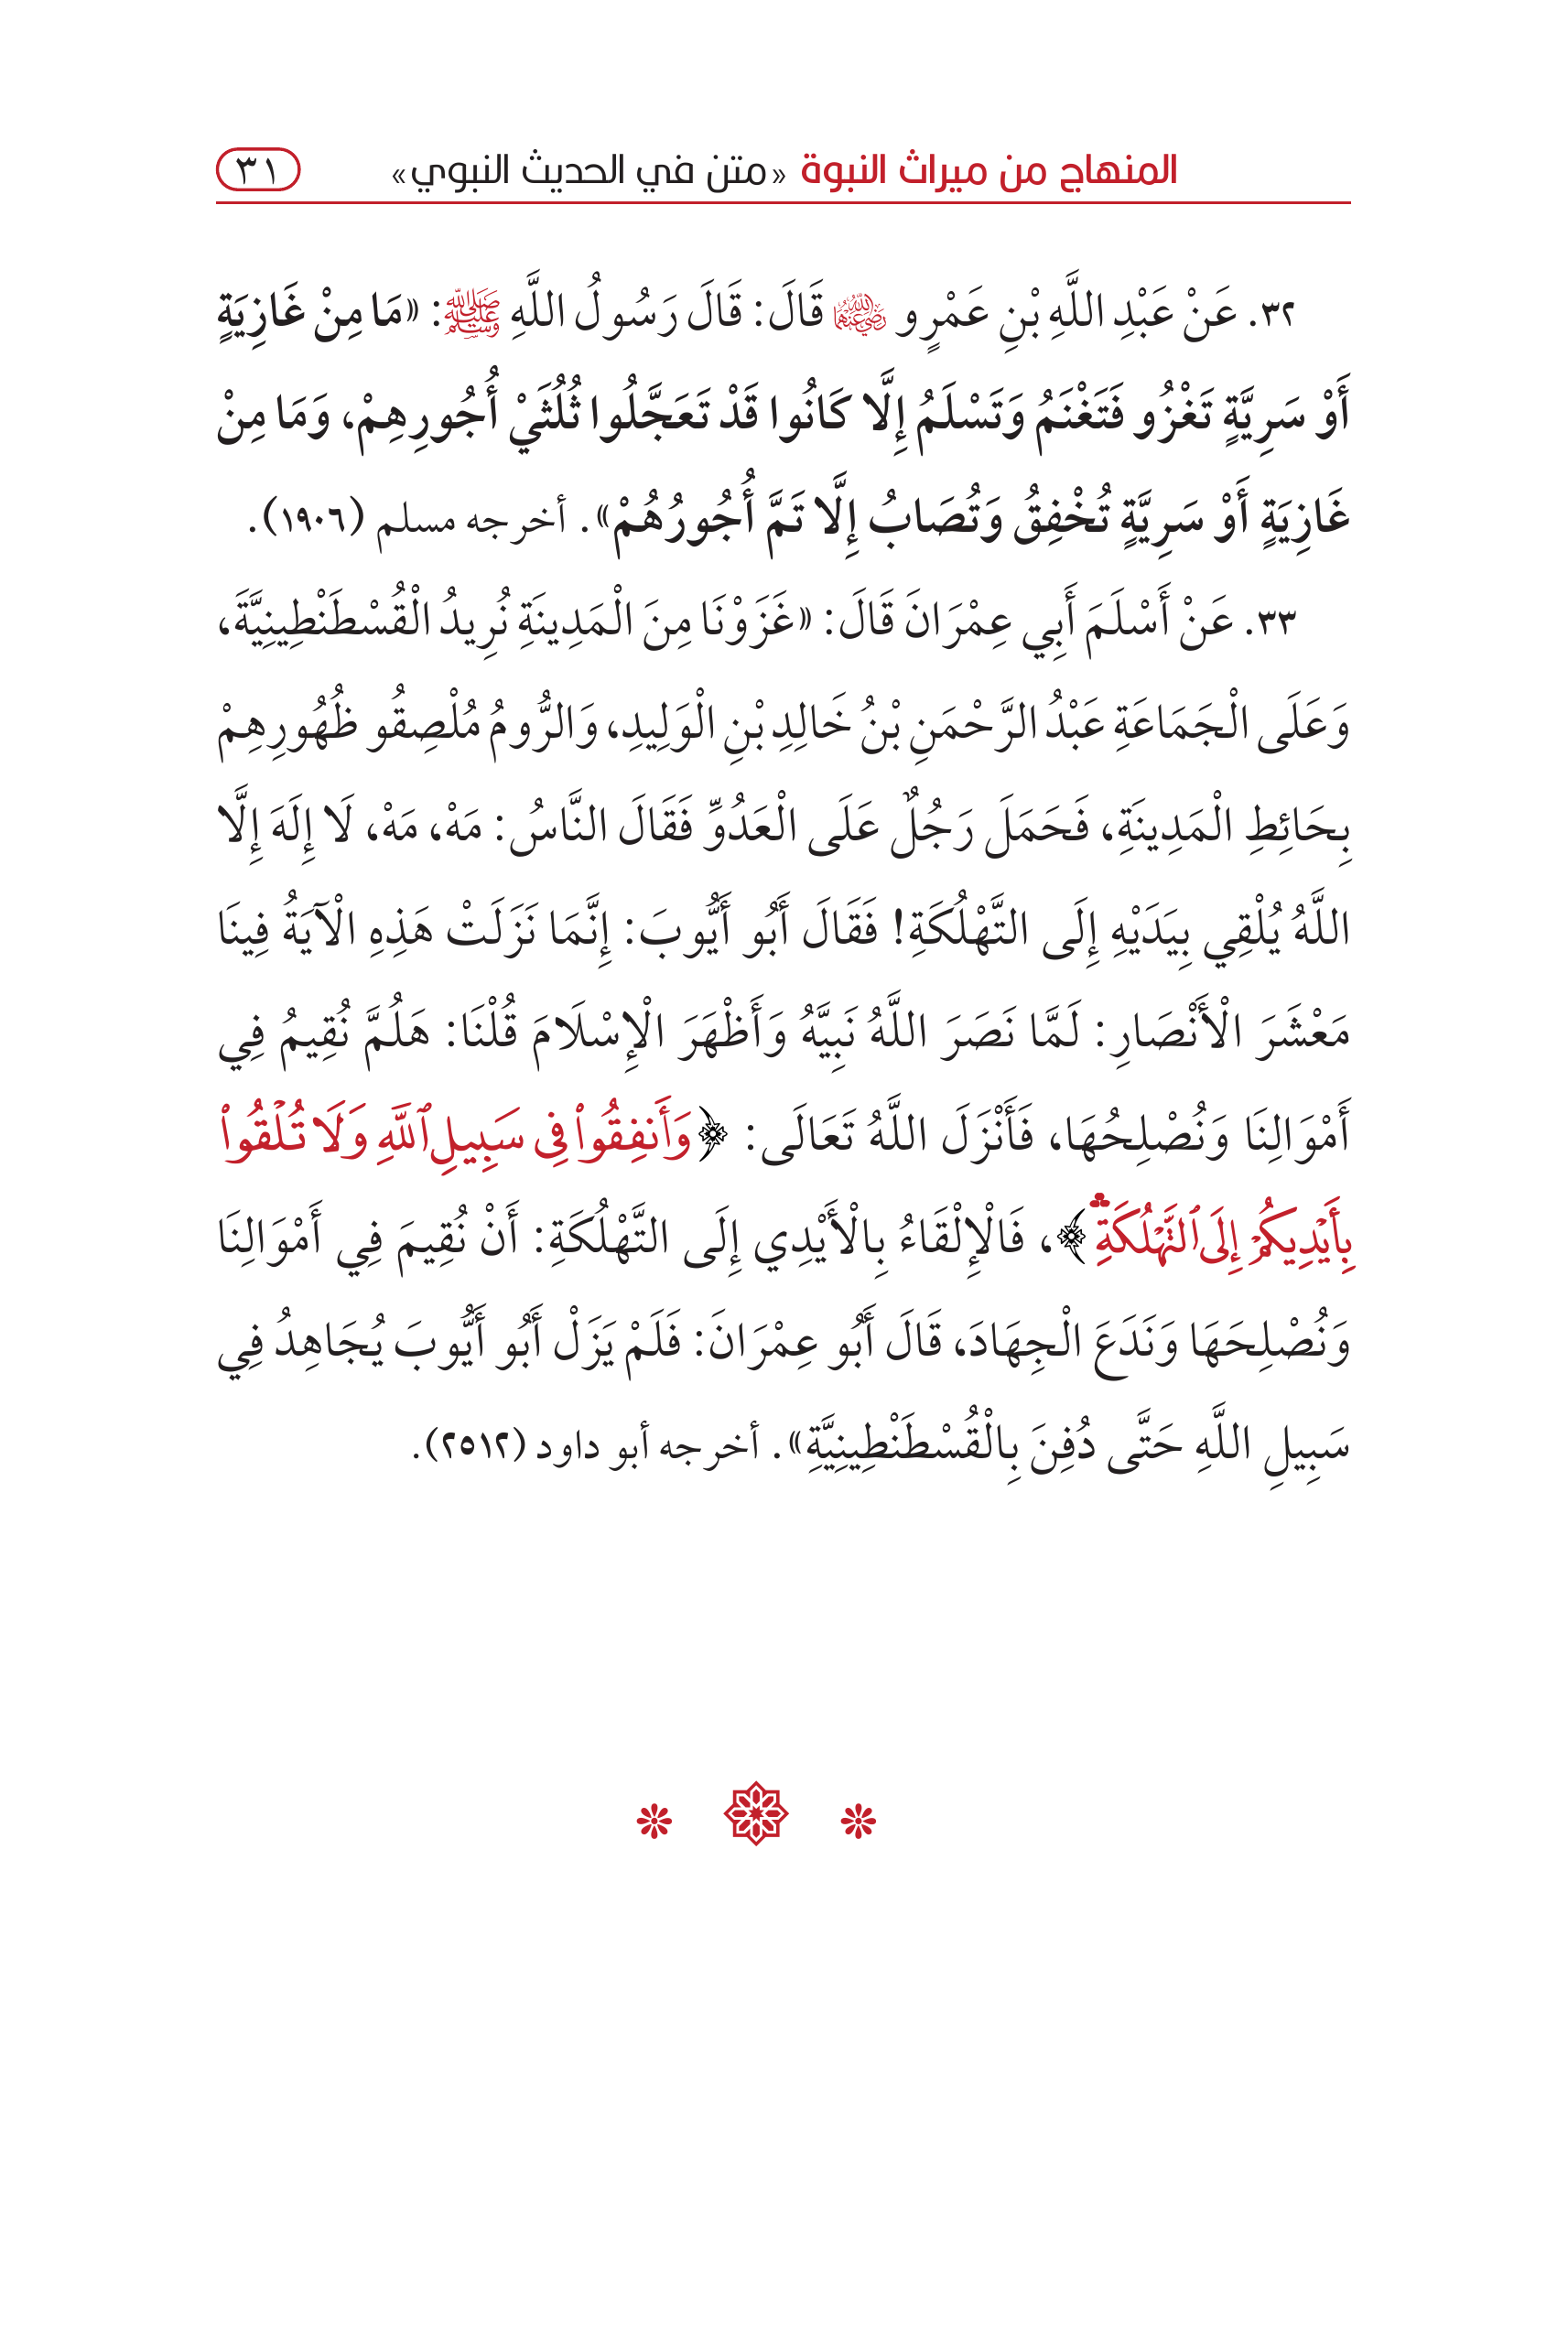 المنهاج من ميراث النبوة «متن في الحديث النبوي» ٣١
٣٢. عَنْ عَبْدِ اللَّهِ بْنِ عَمْرٍو رضي الله عنهما قَالَ: قَالَ رَسُولُ اللَّهِ ﷺ: «مَا مِنْ غَازِيَةٍ
أَوْ سَرِيَّةٍ تَغْزُو فَتَغْنَمُ وَتَسْلَمُ إِلَّا كَانُوا قَدْ تَعَجَّلُوا ثُلُثَيْ أُجُورِهِمْ، وَمَا مِنْ
غَازِيَةٍ أَوْ سَرِيَّةٍ تُخْفِقُ وَتُصَابُ إِلَّا تَمَّ أُجُورُهُمْ». أخرجه مسلم (١٩٠٦).
٣٣. عَنْ أَسْلَمَ أَبِي عِمْرَانَ قَالَ: «غَزَوْنَا مِنَ الْمَدِينَةِ نُرِيدُ الْقُسْطَنْطِينِيَّةَ،
وَعَلَى الْجَمَاعَةِ عَبْدُ الرَّحْمَنِ بْنُ خَالِدِ بْنِ الْوَلِيدِ، وَالرُّومُ مُلْصِقُو ظُهُورِهِمْ
بِحَائِطِ الْمَدِينَةِ، فَحَمَلَ رَجُلٌ عَلَى الْعَدُوِّ فَقَالَ النَّاسُ: مَهْ، مَهْ، لَا إِلَهَ إِلَّا
اللَّهُ يُلْقِي بِيَدَيْهِ إِلَى التَّهْلُكَةِ! فَقَالَ أَبُو أَيُّوبَ: إِنَّمَا نَزَلَتْ هَذِهِ الْآيَةُ فِينَا
مَعْشَرَ الْأَنْصَارِ: لَمَّا نَصَرَ اللَّهُ نَبِيَّهُ وَأَظْهَرَ الْإِسْلَامَ قُلْنَا: هَلُمَّ نُقِيمُ فِي
أَمْوَالِنَا وَنُصْلِحُهَا، فَأَنْزَلَ اللَّهُ تَعَالَى: ﴿وَأَنفِقُوا۟ فِى سَبِيلِ ٱللَّهِ وَلَا تُلْقُوا۟
بِأَيْدِيكُمْ إِلَى ٱلتَّهْلُكَةِ ۛ﴾، فَالْإِلْقَاءُ بِالْأَيْدِي إِلَى التَّهْلُكَةِ: أَنْ نُقِيمَ فِي أَمْوَالِنَا
وَنُصْلِحَهَا وَنَدَعَ الْجِهَادَ، قَالَ أَبُو عِمْرَانَ: فَلَمْ يَزَلْ أَبُو أَيُّوبَ يُجَاهِدُ فِي
سَبِيلِ اللَّهِ حَتَّى دُفِنَ بِالْقُسْطَنْطِينِيَّةِ». أخرجه أبو داود (٢٥١٢).